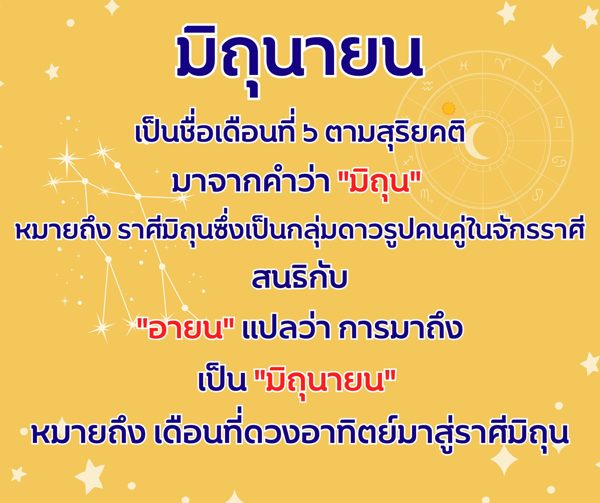 มิถุนายน
เป็นชื่อเดือนที่ ๖ ตามสุริยคติ
มาจากคำว่า "มิถุน"
หมายถึง ราศีมิถุนซึ่งเป็นกลุ่มดาวรูปคนคู่ในจักรราศี
สนธิกับ
"อายน" แปลว่า การมาถึง
เป็น "มิถุนายน"
หมายถึง เดือนที่ดวงอาทิตย์มาสู่ราศีมิถุน